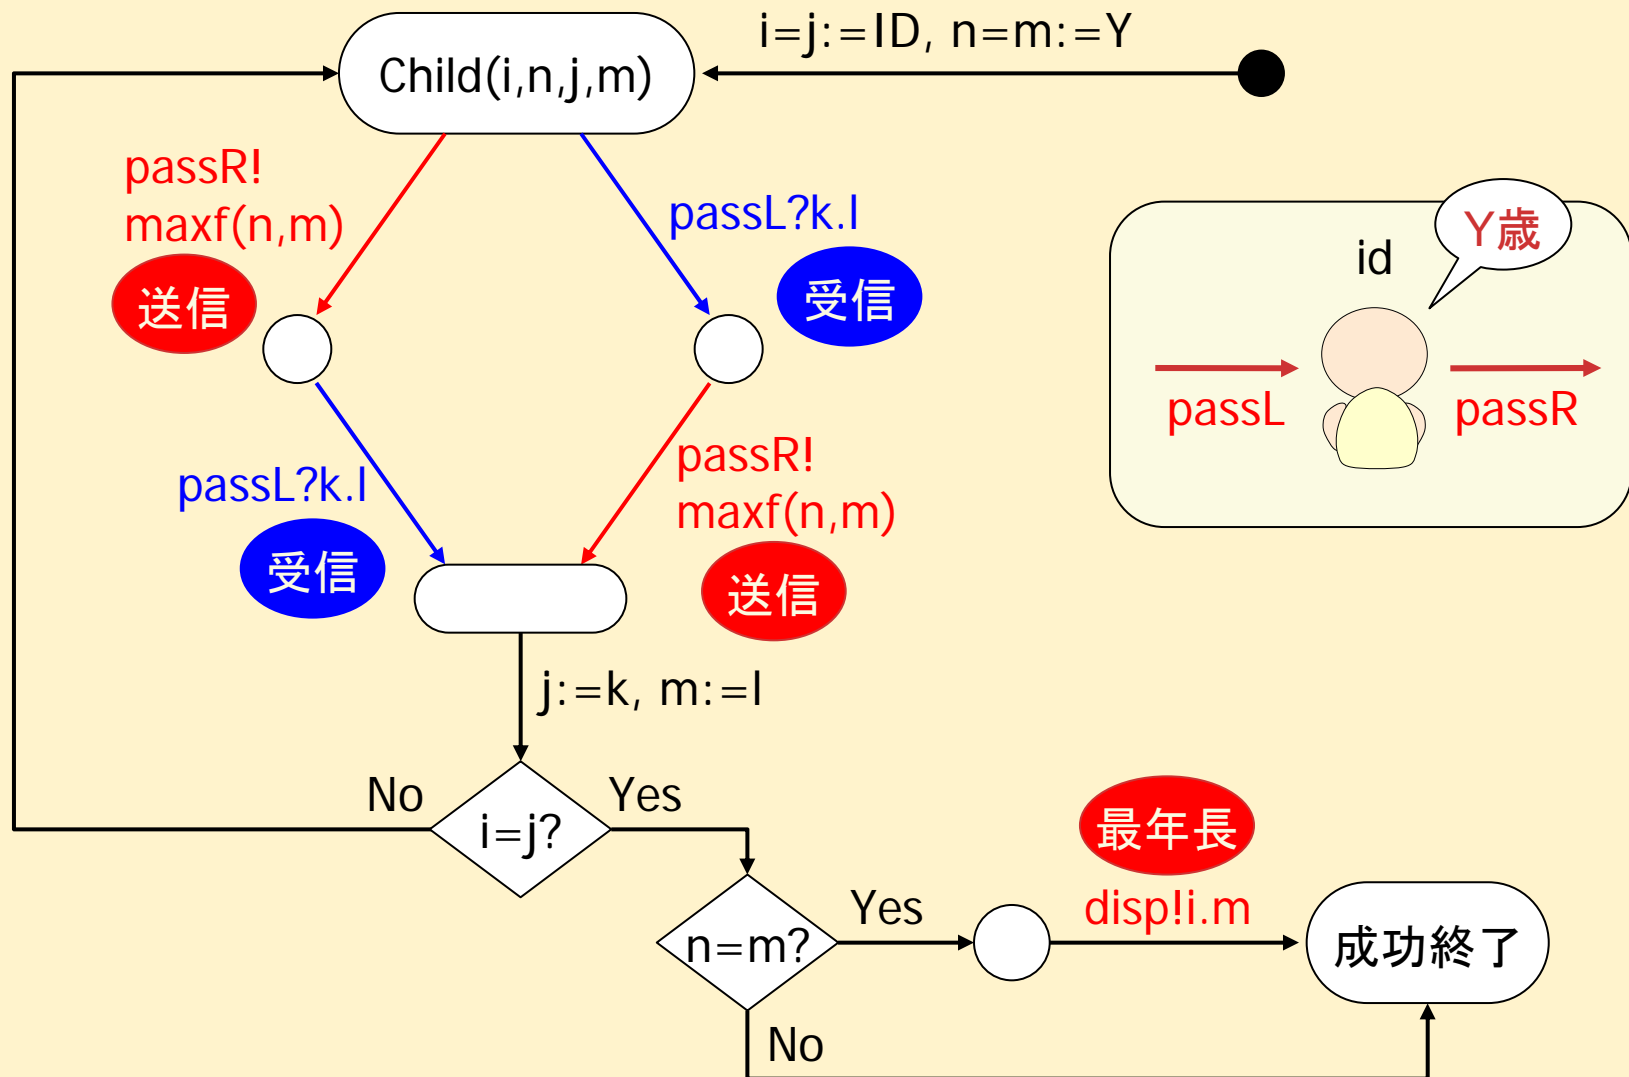 i=j:=ID, n=m:=Y
Child(i,n,j,m)
passR!
maxf(n,m)
送信
passL?k.l
受信
Y歳
id
passL
passR
passL?k.l
受信
passR!
maxf(n,m)
送信
j:=k, m:=l
No
Yes
i=j?
最年長
disp!i.m
Yes
n=m?
成功終了
No